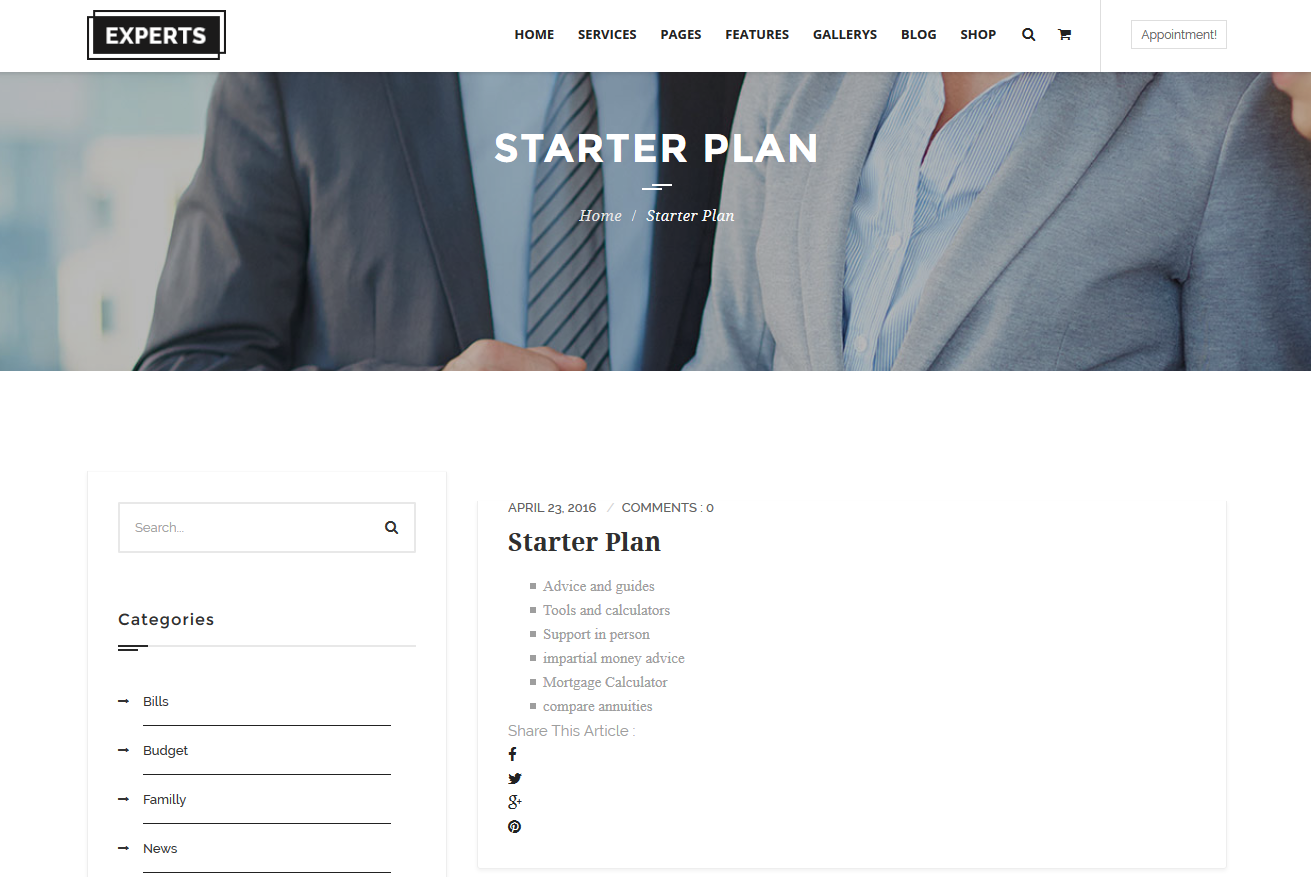 EXPERTS
HOME SERVICES PAGES FEATURES GALLERYS BLOG SHOP Appointment!
STARTER PLAN
Home / Starter Plan
Search...
Categories
Bills
Budget
Familly
News
APRIL 23, 2016 / COMMENTS : 0
Starter Plan
Advice and guides
Tools and calculators
Support in person
impartial money advice
Mortgage Calculator
compare annuities
Share This Article :